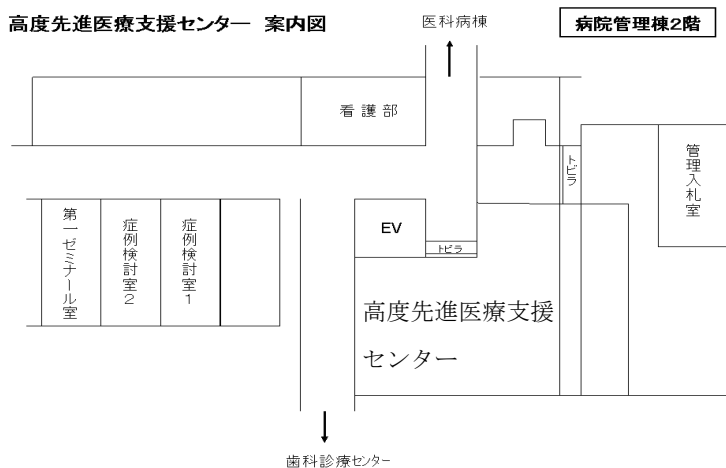 高度先進医療支援センター 案内図
医科病棟
病院管理棟2階
看護部
トビラ
管理入札室
第一ゼミナール室
症例検討室2
症例検討室1
EV
トビラ
高度先進医療支援
センター
歯科診療センター